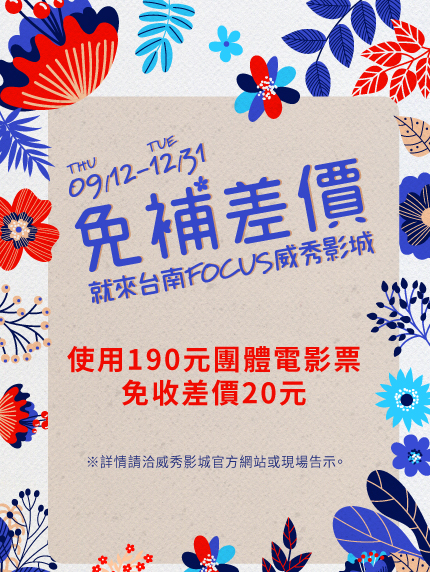 THU TUE
09/12-12/31
免補差價
就來台南FOCUS威秀影城
使用190元團體電影票
免收差價20元
※詳情請洽威秀影城官方網站或現場告示。